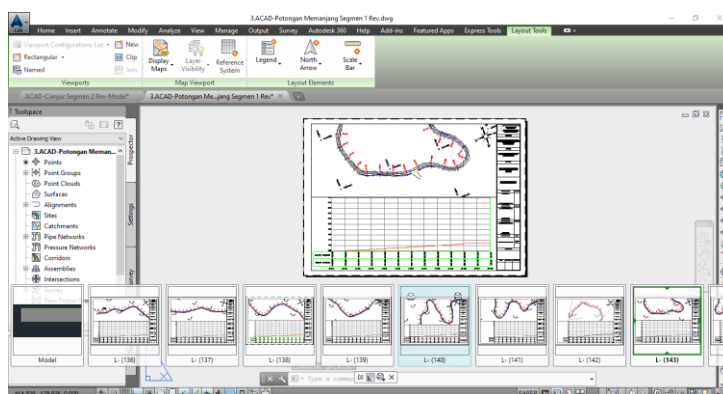 3.ACAD-Potongan Memanjang Segmen 1 Rev.dwg
Home Insert Annotate Modify Analyze View Manage Output Survey Autodesk 360 Help Add-ins Featured Apps Express Tools Layout Tools
Viewport Configurations List New
Rectangular Clip
Named Join
Display Maps
Layer Visibility
Reference System
Legend
North Arrow
Scale Bar
Viewports Map Viewport Layout Elements
ACAD-Cianjur Segmen 2 Rev-Model* 3.ACAD-Potongan Me...jang Segmen 1 Rev*
Toolspace
Active Drawing View
3.ACAD-Potongan Meman...
Points
Point Groups
Point Clouds
Surfaces
Alignments
Sites
Catchments
Pipe Networks
Pressure Networks
Corridors
Assemblies
Intersections
Survey
Prospector
Settings
Model L- (136) L- (137) L- (138) L- (139) L- (140) L- (141) L- (142) L- (143)
Type a comm
PAPER